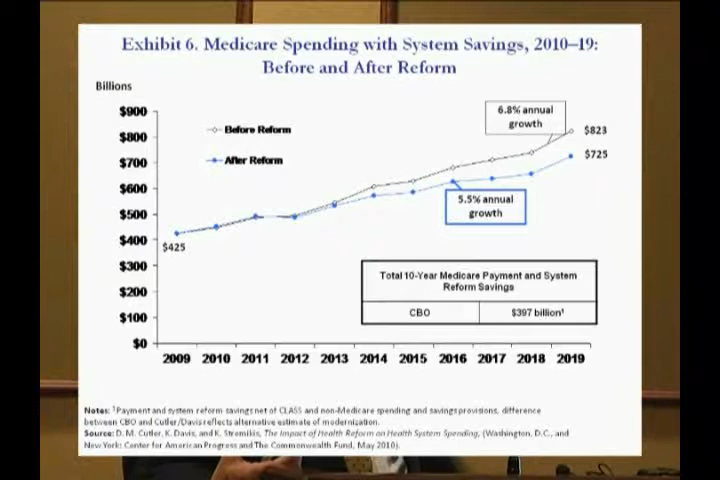 Exhibit 6. Medicare Spending with System Savings, 2010–19:
Before and After Reform
Billions
$900
$800
$700
$600
$500
$400
$300
$200
$100
$0
Before Reform
After Reform
6.8% annual
growth
$823
$725
5.5% annual
growth
$425
Total 10-Year Medicare Payment and System
Reform Savings
CBO
$397 billion¹
2009 2010 2011 2012 2013 2014 2015 2016 2017 2018 2019
Notes: ¹Payment and system reform savings net of CLASS and non-Medicare spending and savings provisions, difference
between CBO and Cutler/Davis reflects alternative estimate of modernization.
Source: D. M. Cutler, K. Davis, and K. Stremikis, The Impact of Health Reform on Health System Spending, (Washington, D.C., and
New York: Center for American Progress and The Commonwealth Fund, May 2010).